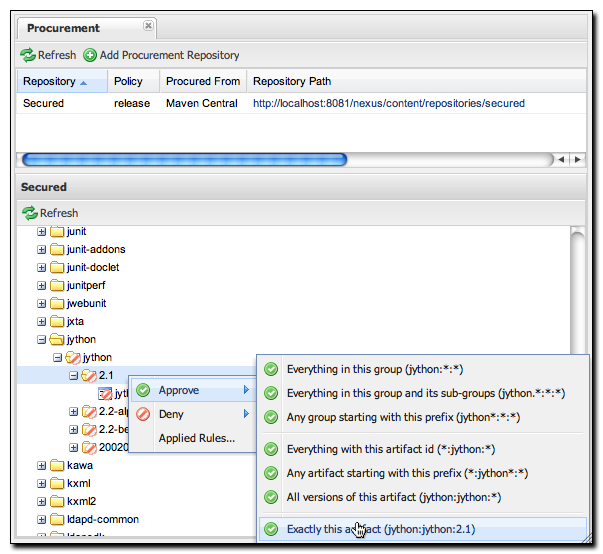 Procurement
Refresh Add Procurement Repository
Repository Policy Procured From Repository Path
Secured release Maven Central http://localhost:8081/nexus/content/repositories/secured
Secured
Refresh
junit
junit-addons
junit-doclet
junitperf
jwebunit
jxta
jython
jython
2.1
jyth
2.2-alp
2.2-be
20020
kawa
kxml
kxml2
ldapd-common
Approve
Deny
Applied Rules...
Everything in this group (jython:*:*)
Everything in this group and its sub-groups (jython.*:*:*)
Any group starting with this prefix (jython*:*:*)
Everything with this artifact id (*:jython:*)
Any artifact starting with this prefix (*:jython*:*)
All versions of this artifact (jython:jython:*)
Exactly this artifact (jython:jython:2.1)